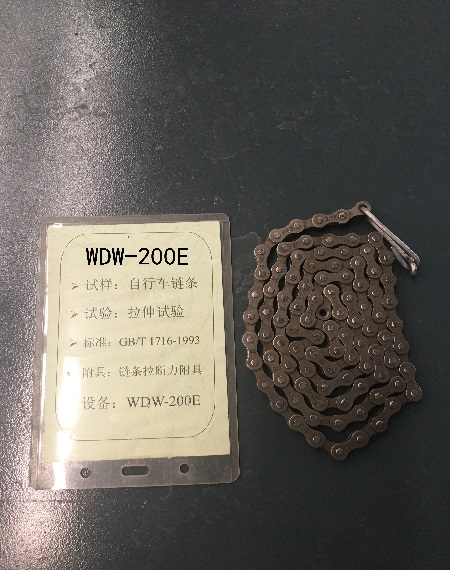 WDW-200E
➢ 试样：自行车链条
➢ 试验：拉伸试验
➢ 标准：GB/T 1716-1993
附具：链条拉断力附具
设备：WDW-200E